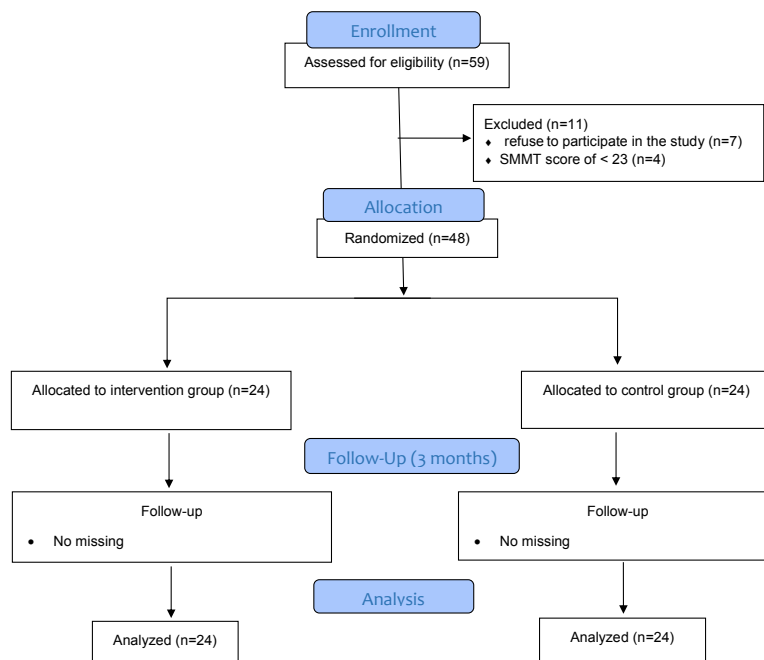 Enrollment
Assessed for eligibility (n=59)
Excluded (n=11)
♦ refuse to participate in the study (n=7)
♦ SMMT score of < 23 (n=4)
Allocation
Randomized (n=48)
Allocated to intervention group (n=24)
Allocated to control group (n=24)
Follow-Up (3 months)
Follow-up
• No missing
Follow-up
• No missing
Analysis
Analyzed (n=24)
Analyzed (n=24)